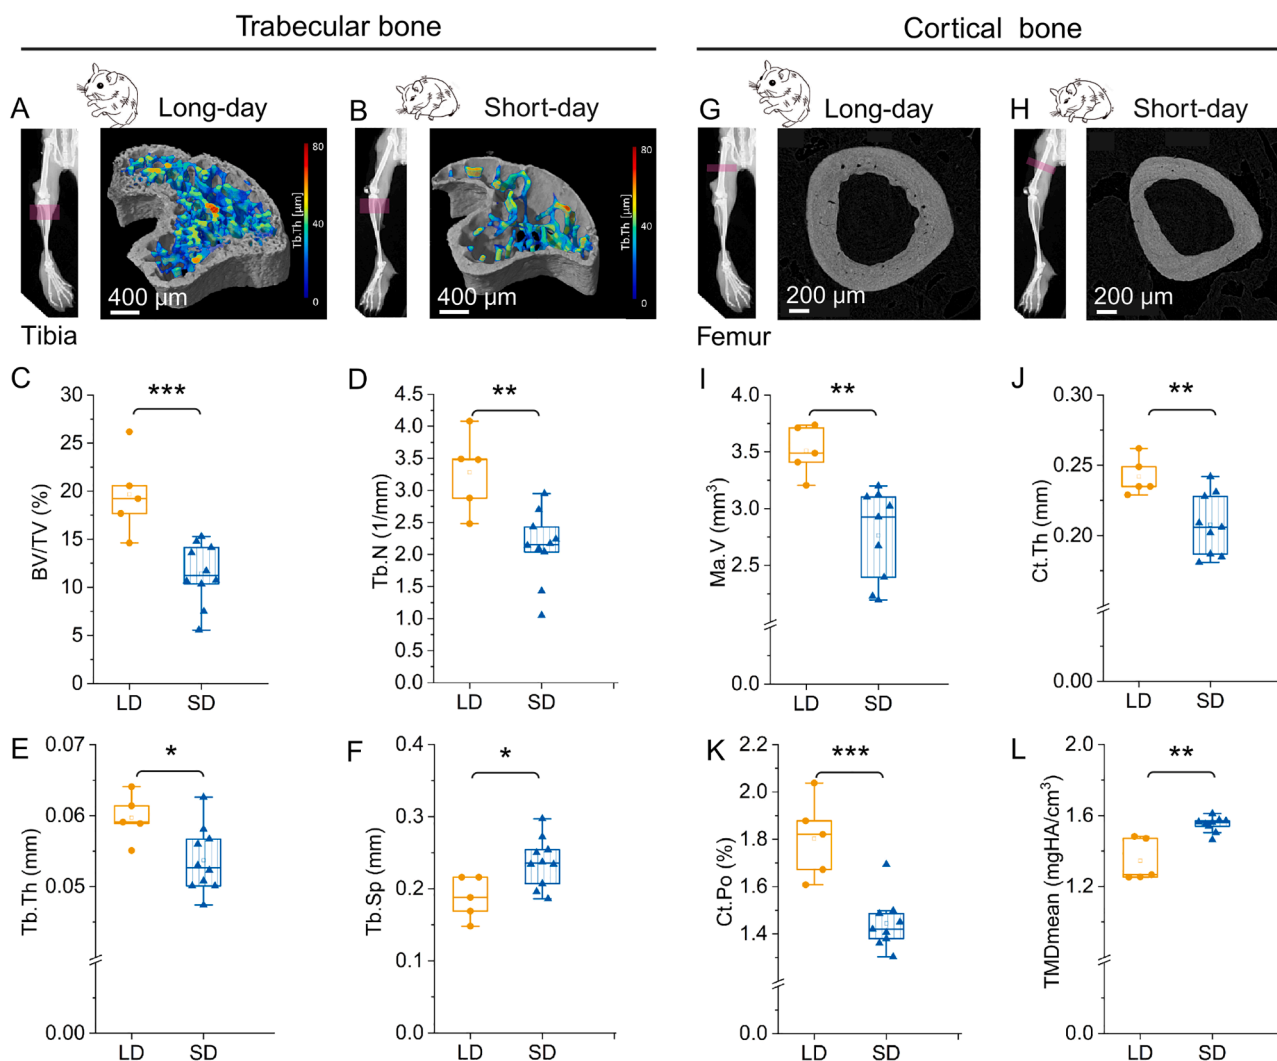 Trabecular bone
Cortical bone
A
Long-day
B
Short-day
G
Long-day
H
Short-day
80
40
0
Tb.Th [µm]
400 µm
80
40
0
Tb.Th [µm]
400 µm
200 µm
200 µm
Tibia
Femur
C
***
30
25
20
15
10
5
0
BV/TV (%)
LD
SD
D
**
4.5
4.0
3.5
3.0
2.5
2.0
1.5
1.0
0.5
0.0
Tb.N (1/mm)
LD
SD
I
**
4.0
3.5
3.0
2.5
0.0
Ma.V (mm³)
LD
SD
J
**
0.30
0.25
0.20
0.00
Ct.Th (mm)
LD
SD
E
*
0.07
0.06
0.05
0.00
Tb.Th (mm)
LD
SD
F
*
0.4
0.3
0.2
0.1
0.0
Tb.Sp (mm)
LD
SD
K
***
2.2
2.0
1.8
1.6
1.4
0.0
Ct.Po (%)
LD
SD
L
**
2.0
1.6
1.2
0.0
TMDmean (mgHA/cm³)
LD
SD